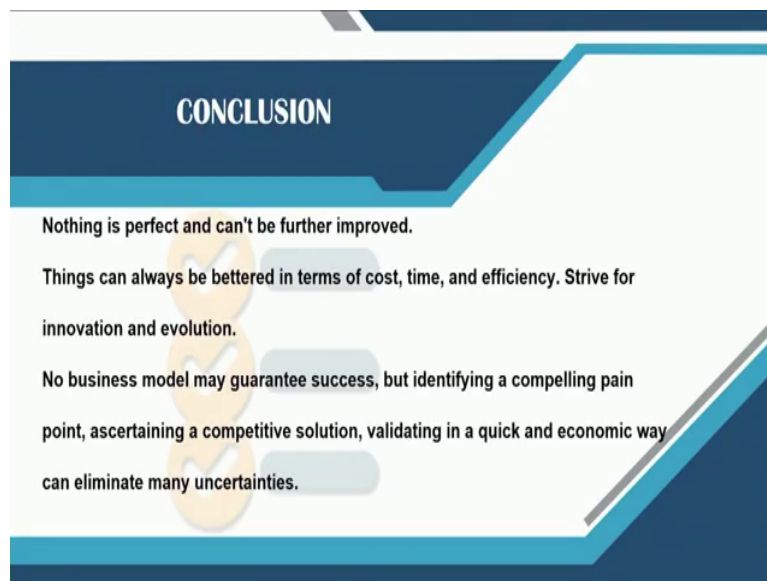 CONCLUSION
Nothing is perfect and can't be further improved.
Things can always be bettered in terms of cost, time, and efficiency. Strive for
innovation and evolution.
No business model may guarantee success, but identifying a compelling pain
point, ascertaining a competitive solution, validating in a quick and economic way
can eliminate many uncertainties.